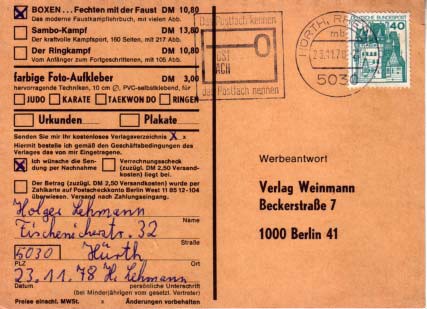 BOXEN ... Fechten mit der Faust DM 10,80
Das moderne Faustkampflehrbuch, mit vielen Abb.
Sambo-Kampf DM 13,80
Der kraftvolle Kampfsport, 160 Seiten, mit 217 Abb.
Der Ringkampf DM 10,80
Vom Anfänger zum Fortgeschrittenen, mit 105 Abb.
farbige Foto-Aufkleber DM 3,00
hervorragende Techniken, 10 cm Ø, PVC-selbstklebend, für
JUDO KARATE TAEKWON DO RINGEN
Urkunden Plakate
Senden Sie mir Ihr kostenloses Verlagsverzeichnis x x
Hiermit bestelle ich gemäß den Geschäftsbedingungen des
Verlages das von mir Eingetragene.
Ich wünsche die Sendung per Nachnahme
Verrechnungsscheck (zuzügl. DM 2,50 Versandkosten) liegt bei.
Der Betrag (zuzügl. DM 2,50 Versandkosten) wurde per
Zahlkarte auf Postscheckkonto Berlin West 11 85 12-104
überwiesen. Versand nach Zahlungseingang.
Holger Lehmann
Name
Fischenicherstr. 32
Straße
5030 Hürth
PLZ Ort
23.11.78 H. Lehmann
Datum persönliche Unterschrift
(bei Minderjährigen vom gesetzl. Vertreter)
Preise einschl. MWSt. x Änderungen vorbehalten
Das Postfach kennen
POST
FACH
das Postfach nennen
HÜRTH, RHEINL
mb
23.11.78
5030
DEUTSCHE BUNDESPOST
40
Werbeantwort
Verlag Weinmann
Beckerstraße 7
1000 Berlin 41